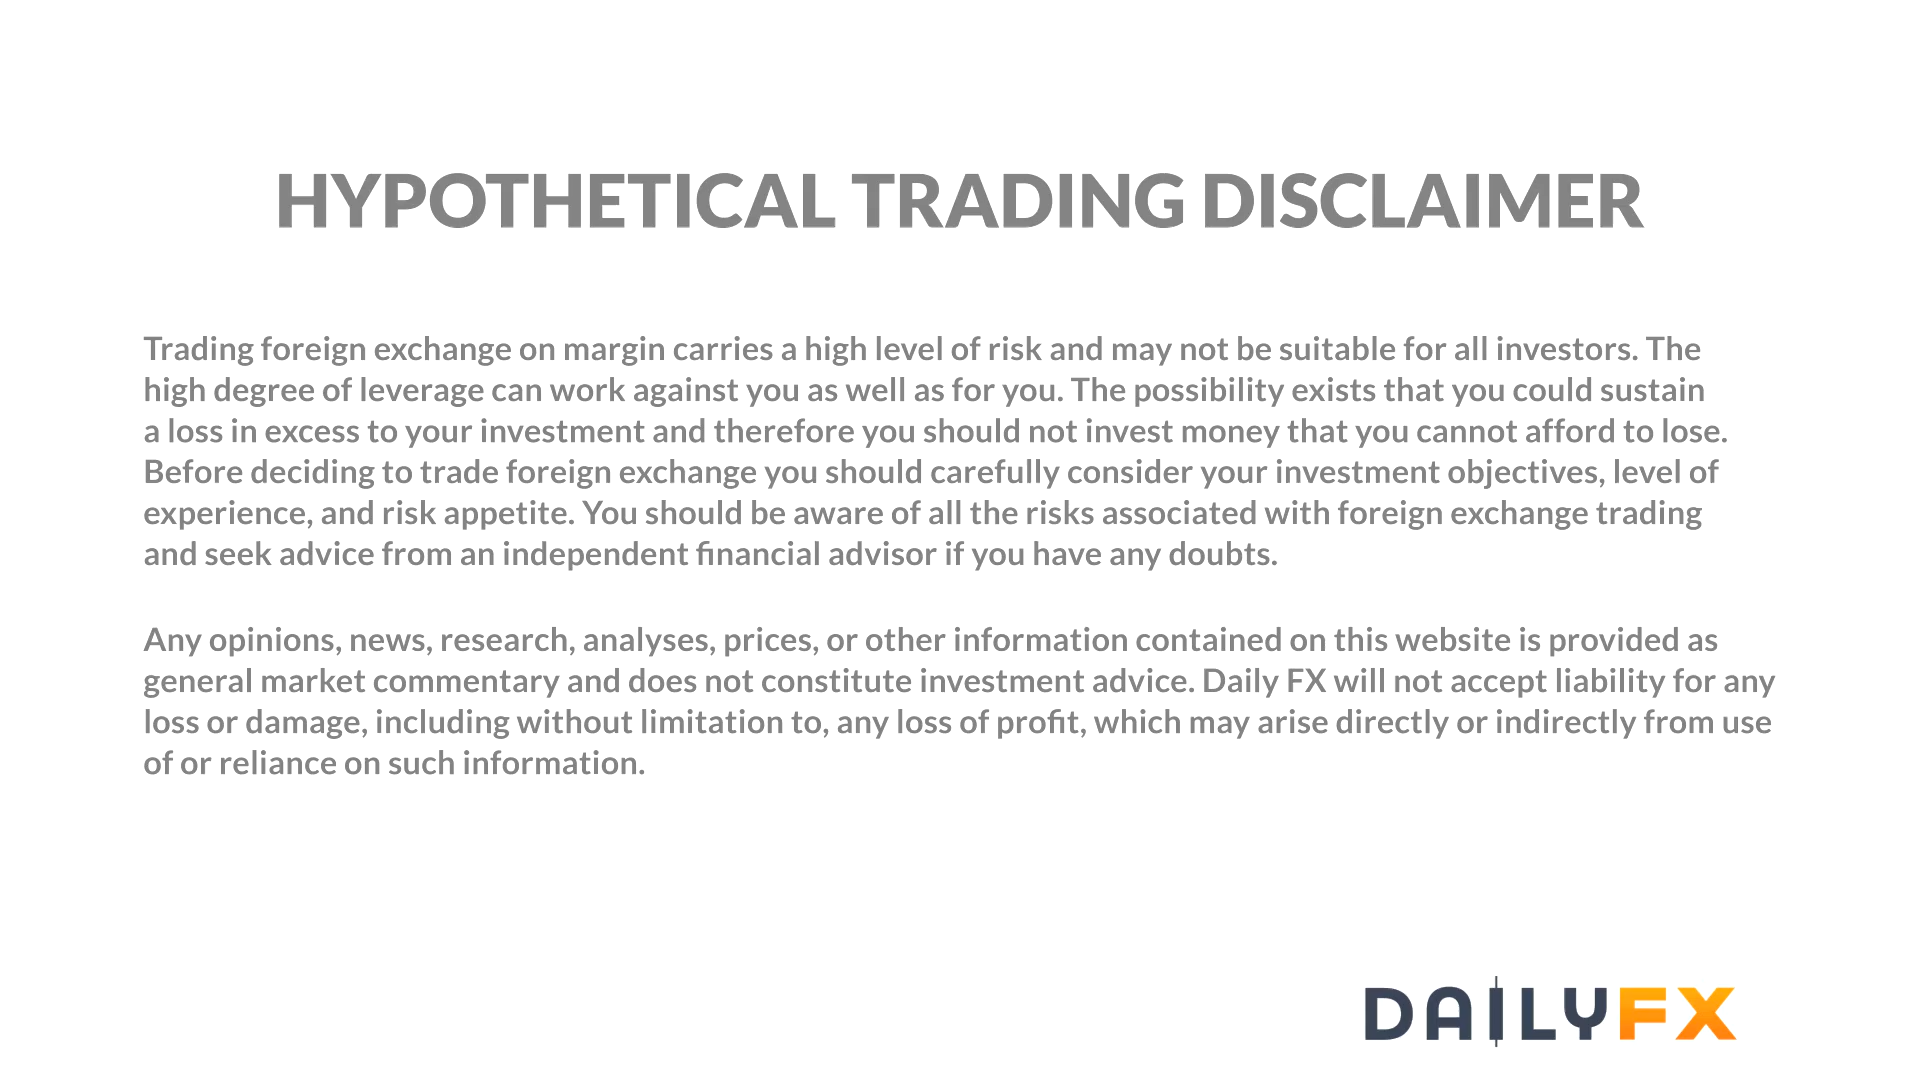 HYPOTHETICAL TRADING DISCLAIMER
Trading foreign exchange on margin carries a high level of risk and may not be suitable for all investors. The
high degree of leverage can work against you as well as for you. The possibility exists that you could sustain
a loss in excess to your investment and therefore you should not invest money that you cannot afford to lose.
Before deciding to trade foreign exchange you should carefully consider your investment objectives, level of
experience, and risk appetite. You should be aware of all the risks associated with foreign exchange trading
and seek advice from an independent financial advisor if you have any doubts.
Any opinions, news, research, analyses, prices, or other information contained on this website is provided as
general market commentary and does not constitute investment advice. Daily FX will not accept liability for any
loss or damage, including without limitation to, any loss of profit, which may arise directly or indirectly from use
of or reliance on such information.
DAILYFX